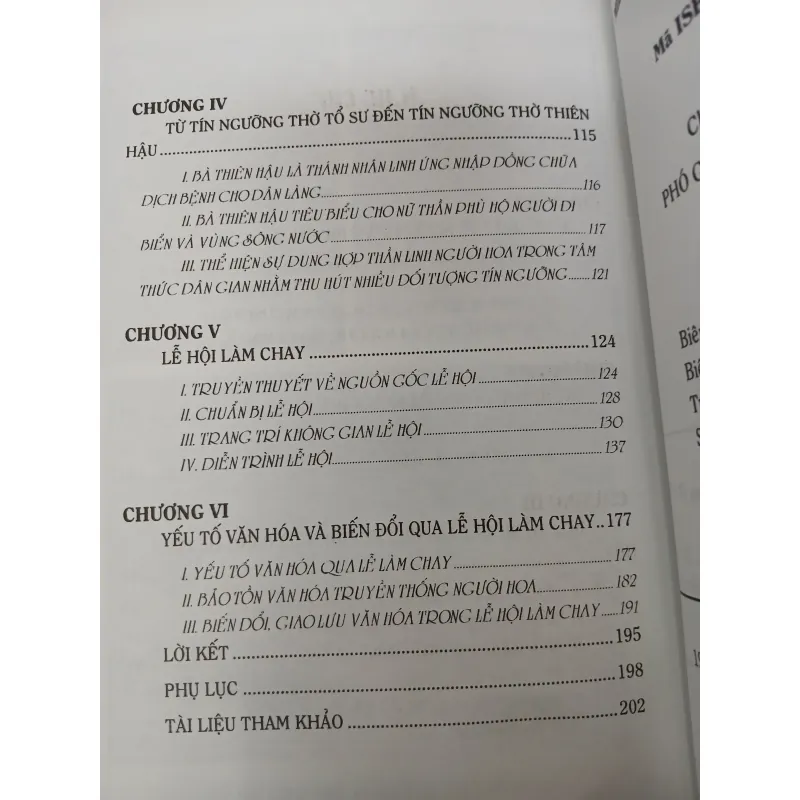 CHƯƠNG IV
TỪ TÍN NGƯỠNG THỜ TỔ SƯ ĐẾN TÍN NGƯỠNG THỜ THIÊN
HẬU ........................................................................ 115
I. BÀ THIÊN HẬU LÀ THÁNH NHÂN LINH ỨNG NHẬP ĐỒNG CHỮA
DỊCH BỆNH CHO DÂN LÀNG............................................................116
II. BÀ THIÊN HẬU TIÊU BIỂU CHO NỮ THẦN PHÙ HỘ NGƯỜI ĐI
BIỂN VÀ VÙNG SÔNG NƯỚC ............................................................ 117
III. THỂ HIỆN SỰ DUNG HỢP THẦN LINH NGƯỜI HOA TRONG TÂM
THỨC DÂN GIAN NHẰM THU HÚT NHIỀU ĐỐI TƯỢNG TÍN NGƯỠNG ........ 121
CHƯƠNG V
LỄ HỘI LÀM CHAY ............................................................ 124
I. TRUYỀN THUYẾT VỀ NGUỒN GỐC LỄ HỘI .............................. 124
II. CHUẨN BỊ LỄ HỘI............................................................ 128
III. TRANG TRÍ KHÔNG GIAN LỄ HỘI ........................................ 130
IV. DIỄN TRÌNH LỄ HỘI............................................................ 137
CHƯƠNG VI
YẾU TỐ VĂN HÓA VÀ BIẾN ĐỔI QUA LỄ HỘI LÀM CHAY..177
I. YẾU TỐ VĂN HÓA QUA LỄ LÀM CHAY .............................. 177
II. BẢO TỒN VĂN HÓA TRUYỀN THỐNG NGƯỜI HOA.................. 182
III. BIẾN ĐỔI, GIAO LƯU VĂN HÓA TRONG LỄ HỘI LÀM CHAY ......191
LỜI KẾT ........................................................................ 195
PHỤ LỤC ........................................................................ 198
TÀI LIỆU THAM KHẢO .................................................. 202
Mã
PHÓ